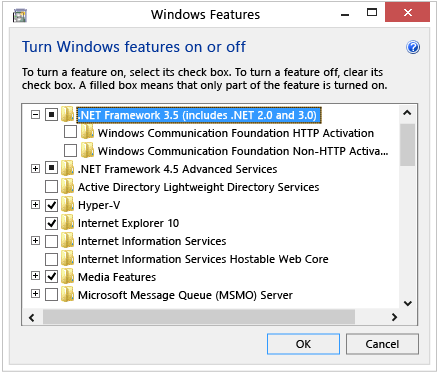 Windows Features
Turn Windows features on or off
To turn a feature on, select its check box. To turn a feature off, clear its
check box. A filled box means that only part of the feature is turned on.
.NET Framework 3.5 (includes .NET 2.0 and 3.0)
Windows Communication Foundation HTTP Activation
Windows Communication Foundation Non-HTTP Activa...
.NET Framework 4.5 Advanced Services
Active Directory Lightweight Directory Services
Hyper-V
Internet Explorer 10
Internet Information Services
Internet Information Services Hostable Web Core
Media Features
Microsoft Message Queue (MSMO) Server
OK Cancel